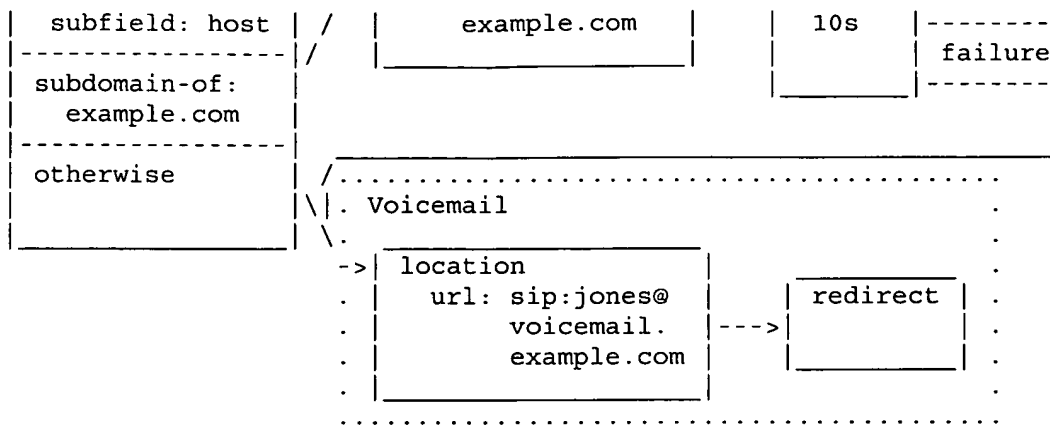 subfield: host example.com 10s
failure
subdomain-of:
example.com
otherwise
Voicemail
location
url: sip:jones@ redirect
voicemail.
example.com